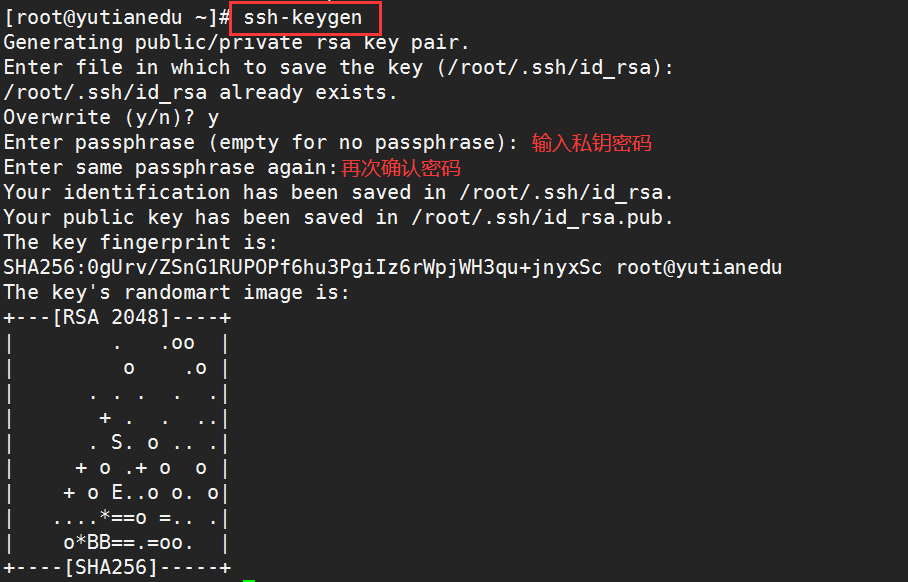 [root@yutianedu ~]# ssh-keygen
Generating public/private rsa key pair.
Enter file in which to save the key (/root/.ssh/id_rsa):
/root/.ssh/id_rsa already exists.
Overwrite (y/n)? y
Enter passphrase (empty for no passphrase): 输入私钥密码
Enter same passphrase again:再次确认密码
Your identification has been saved in /root/.ssh/id_rsa.
Your public key has been saved in /root/.ssh/id_rsa.pub.
The key fingerprint is:
SHA256:0gUrv/ZSnG1RUPOPf6hu3PgiIz6rWpjWH3qu+jnyxSc root@yutianedu
The key's randomart image is:
+---[RSA 2048]----+
|        .   .oo  |
|         o    .o |
|      . . .  .  .|
|       + .  .  ..|
|      . S. o .. .|
|     + o .+ o  o |
|    + o E..o o. o|
|   ....*==o =.. .|
|    o*BB==.=oo.  |
+----[SHA256]-----+